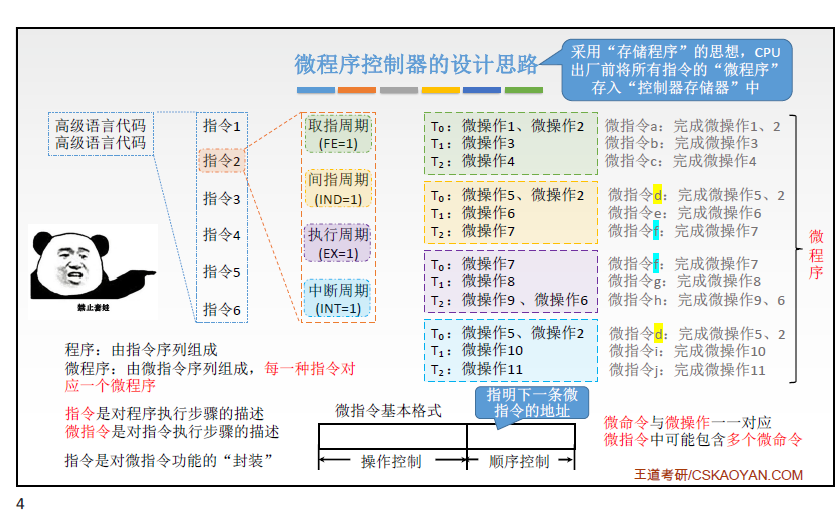 微程序控制器的设计思路
采用“存储程序”的思想，CPU
出厂前将所有指令的“微程序”
存入“控制器存储器”中
高级语言代码
高级语言代码
指令1
指令2
指令3
指令4
指令5
指令6
取指周期
(FE=1)
间指周期
(IND=1)
执行周期
(EX=1)
中断周期
(INT=1)
T₀：微操作1、微操作2
T₁：微操作3
T₂：微操作4
T₀：微操作5、微操作2
T₁：微操作6
T₂：微操作7
T₀：微操作7
T₁：微操作8
T₂：微操作9 、微操作6
T₀：微操作5、微操作2
T₁：微操作10
T₂：微操作11
微指令a：完成微操作1、2
微指令b：完成微操作3
微指令c：完成微操作4
微指令d：完成微操作5、2
微指令e：完成微操作6
微指令f：完成微操作7
微指令f：完成微操作7
微指令g：完成微操作8
微指令h：完成微操作9、6
微指令d：完成微操作5、2
微指令i：完成微操作10
微指令j：完成微操作11
微程序
禁止套娃
程序：由指令序列组成
微程序：由微指令序列组成，每一种指令对
应一个微程序
指令是对程序执行步骤的描述
微指令是对指令执行步骤的描述
指令是对微指令功能的“封装”
指明下一条微
指令的地址
微指令基本格式
操作控制
顺序控制
微命令与微操作一一对应
微指令中可能包含多个微命令
王道考研/CSKAOYAN.COM
4